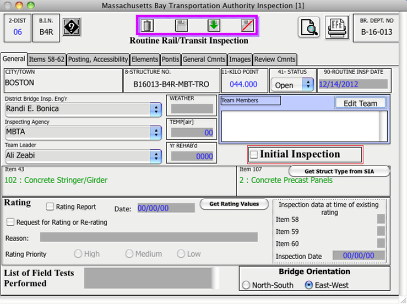 Massachusetts Bay Transportation Authority Inspection [1]
2-DIST
06
B.I.N.
B4R
BR. DEPT. NO
B-16-013
Routine Rail/Transit Inspection
General Items 58-62 Posting, Accessibility Elements Pontis General Cmnts Images Review Cmnts
CITY/TOWN
BOSTON
8-STRUCTURE NO.
B16013-B4R-MBT-TRO
11-KILO POINT
044.000
41- STATUS
Open
90-ROUTINE INSP DATE
12/14/2012
District Bridge Insp. Eng'r
Randi E. Bonica
WEATHER
Team Members
Edit Team
Inspecting Agency
MBTA
TEMP(air)
00
Team Leader
Ali Zeabi
Yr REHAB'd
0000
Initial Inspection
Item 43
102 : Concrete Stringer/Girder
Item 107
Get Struct Type from SIA
2 : Concrete Precast Panels
Rating
Rating Report
Date: 00/00/00
Get Rating Values
Request for Rating or Re-rating
Reason:
Rating Priority
High
Medium
Low
Inspection data at time of existing
rating
Item 58
Item 59
Item 60
Inspection Date 00/00/00
List of Field Tests
Performed
Bridge Orientation
North-South
East-West